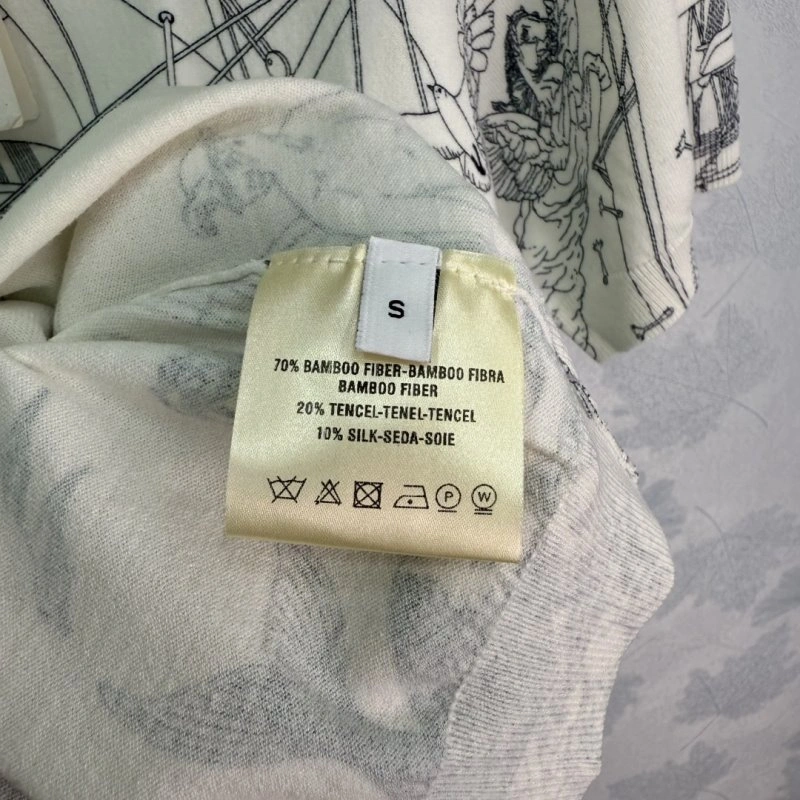 S
70% BAMBOO FIBER-BAMBOO FIBRA
BAMBOO FIBER
20% TENCEL-TENEL-TENCEL
10% SILK-SEDA-SOIE
P W